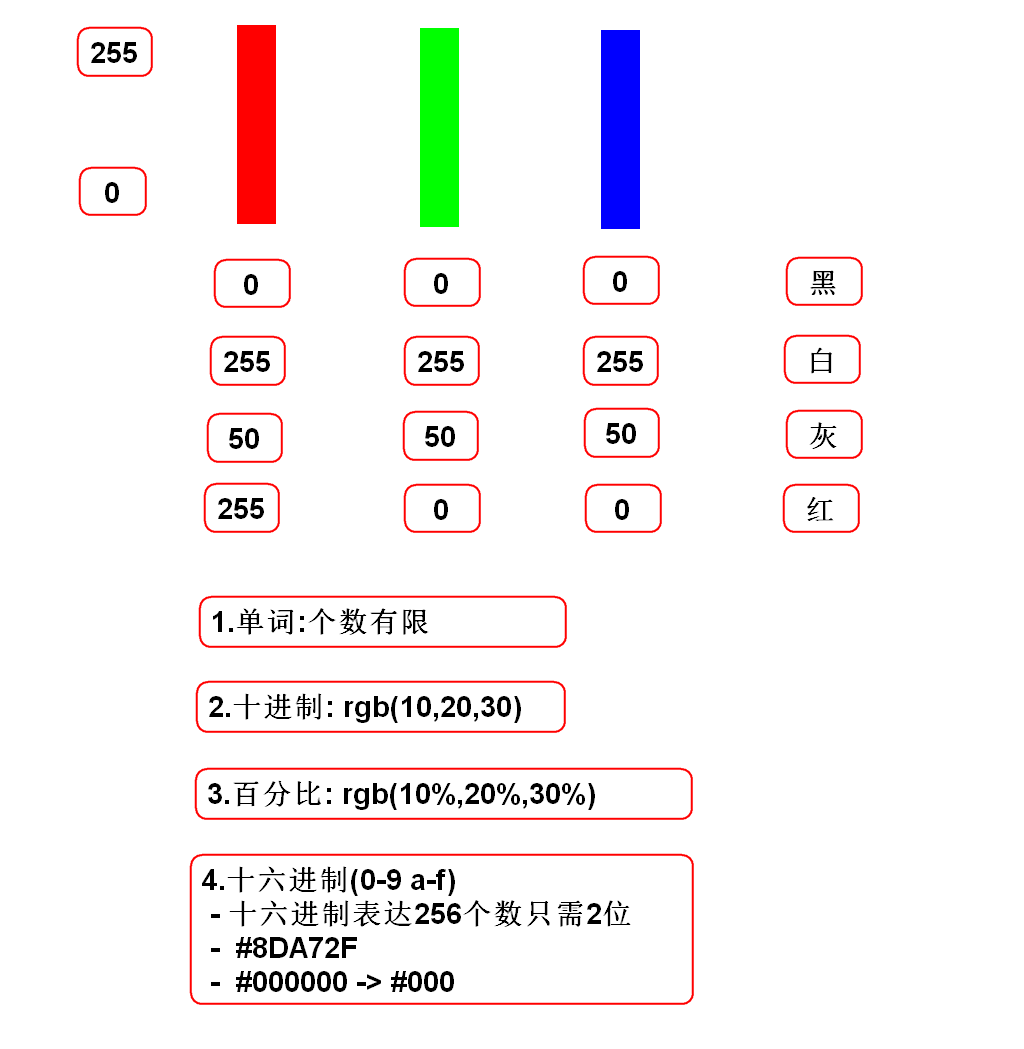 255
0
0 0 0 黑
255 255 255 白
50 50 50 灰
255 0 0 红
1.单词:个数有限
2.十进制: rgb(10,20,30)
3.百分比: rgb(10%,20%,30%)
4.十六进制(0-9 a-f)
- 十六进制表达256个数只需2位
- #8DA72F
- #000000 -> #000